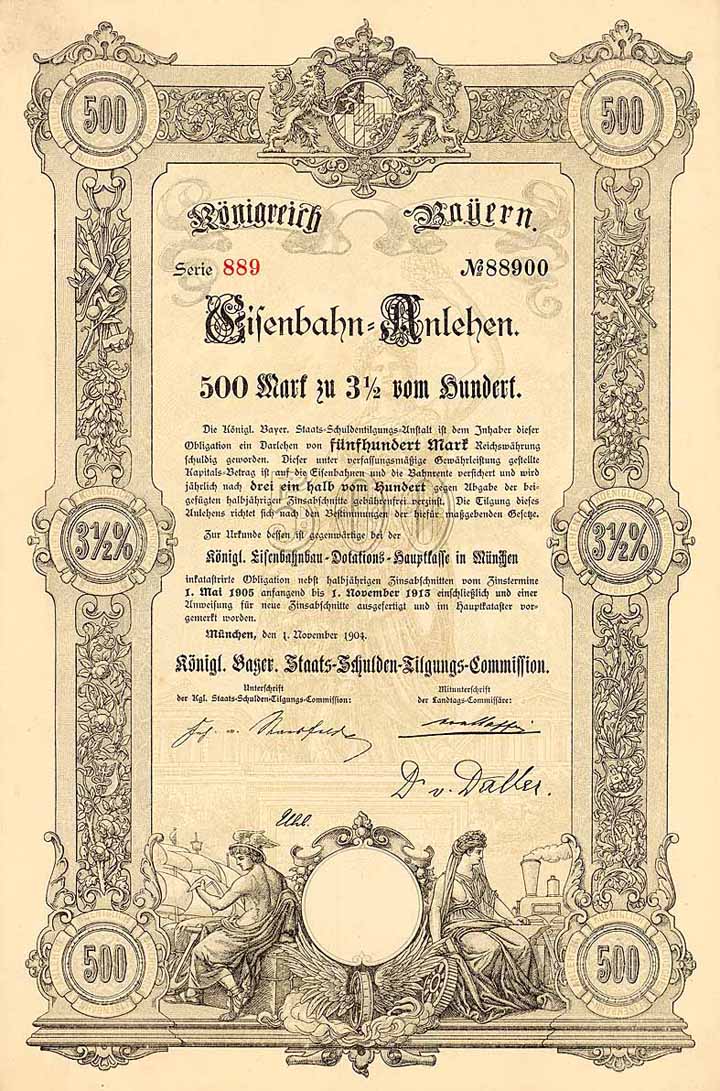 500 500
Königreich Bayern.
Serie 889 № 88900
Eisenbahn-Anlehen.
500 Mark zu 3½ vom Hundert.
Die Königl. Bayer. Staats-Schuldentilgungs-Anstalt ist dem Inhaber dieser
Obligation ein Darlehen von fünfhundert Mark Reichswährung
schuldig geworden. Dieser unter verfassungsmäßige Gewährleistung gestellte
Kapitals-Betrag ist auf die Eisenbahnen und die Bahnrente versichert und wird
jährlich nach drei ein halb vom Hundert gegen Abgabe der bei-
gefügten halbjährigen Zinsabschnitte gebührenfrei verzinst. Die Tilgung dieses
Anlehens richtet sich nach den Bestimmungen der hiefür maßgebenden Gesetze.
3½% 3½%
Zur Urkunde dessen ist gegenwärtige bei der
Königl. Eisenbahnbau-Dotations-Hauptkasse in München
inkatastrirte Obligation nebst halbjährigen Zinsabschnitten vom Zinstermine
1. Mai 1905 anfangend bis 1. November 1915 einschließlich und einer
Anweisung für neue Zinsabschnitte ausgefertigt und im Hauptkataster vor-
gemerkt worden.
München, den 1. November 1904.
Königl. Bayer. Staats-Schulden-Tilgungs-Commission.
Unterschrift Mitunterschrift
der Kgl. Staats-Schulden-Tilgungs-Commission: der Landtags-Commissäre:
Dr v. Daller.
500 500